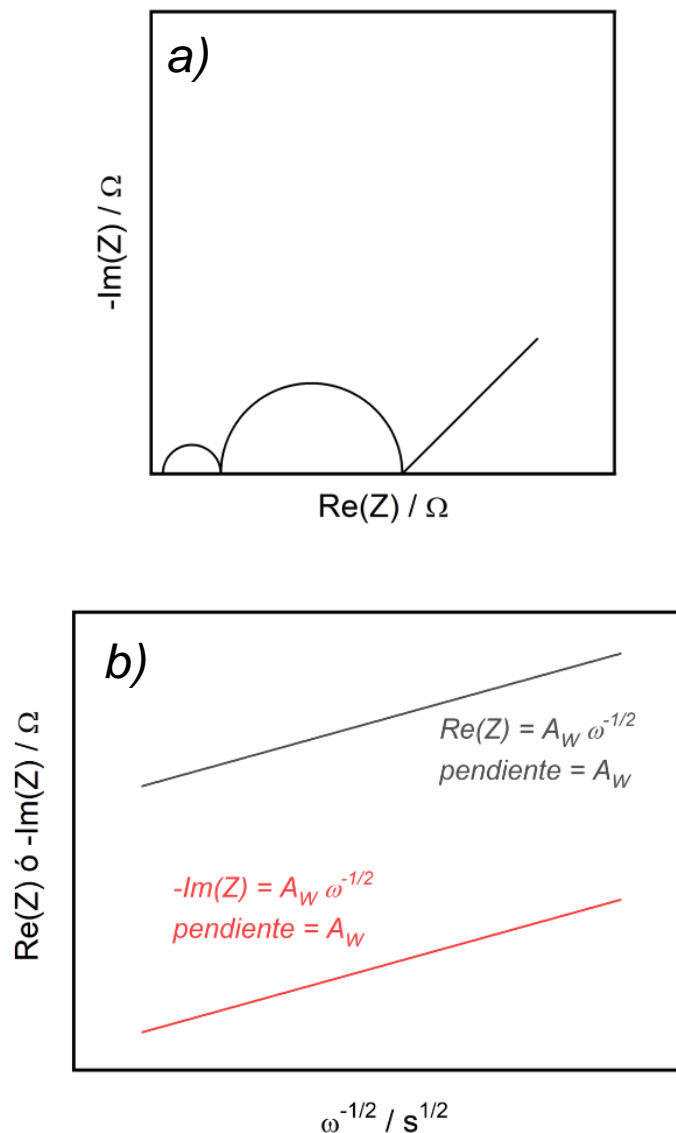 a)
-Im(Z) / Ω
Re(Z) / Ω
b)
Re(Z) ó -Im(Z) / Ω
Re(Z) = A_W ω^{-1/2}
pendiente = A_W
-Im(Z) = A_W ω^{-1/2}
pendiente = A_W
ω^{-1/2} / s^{1/2}